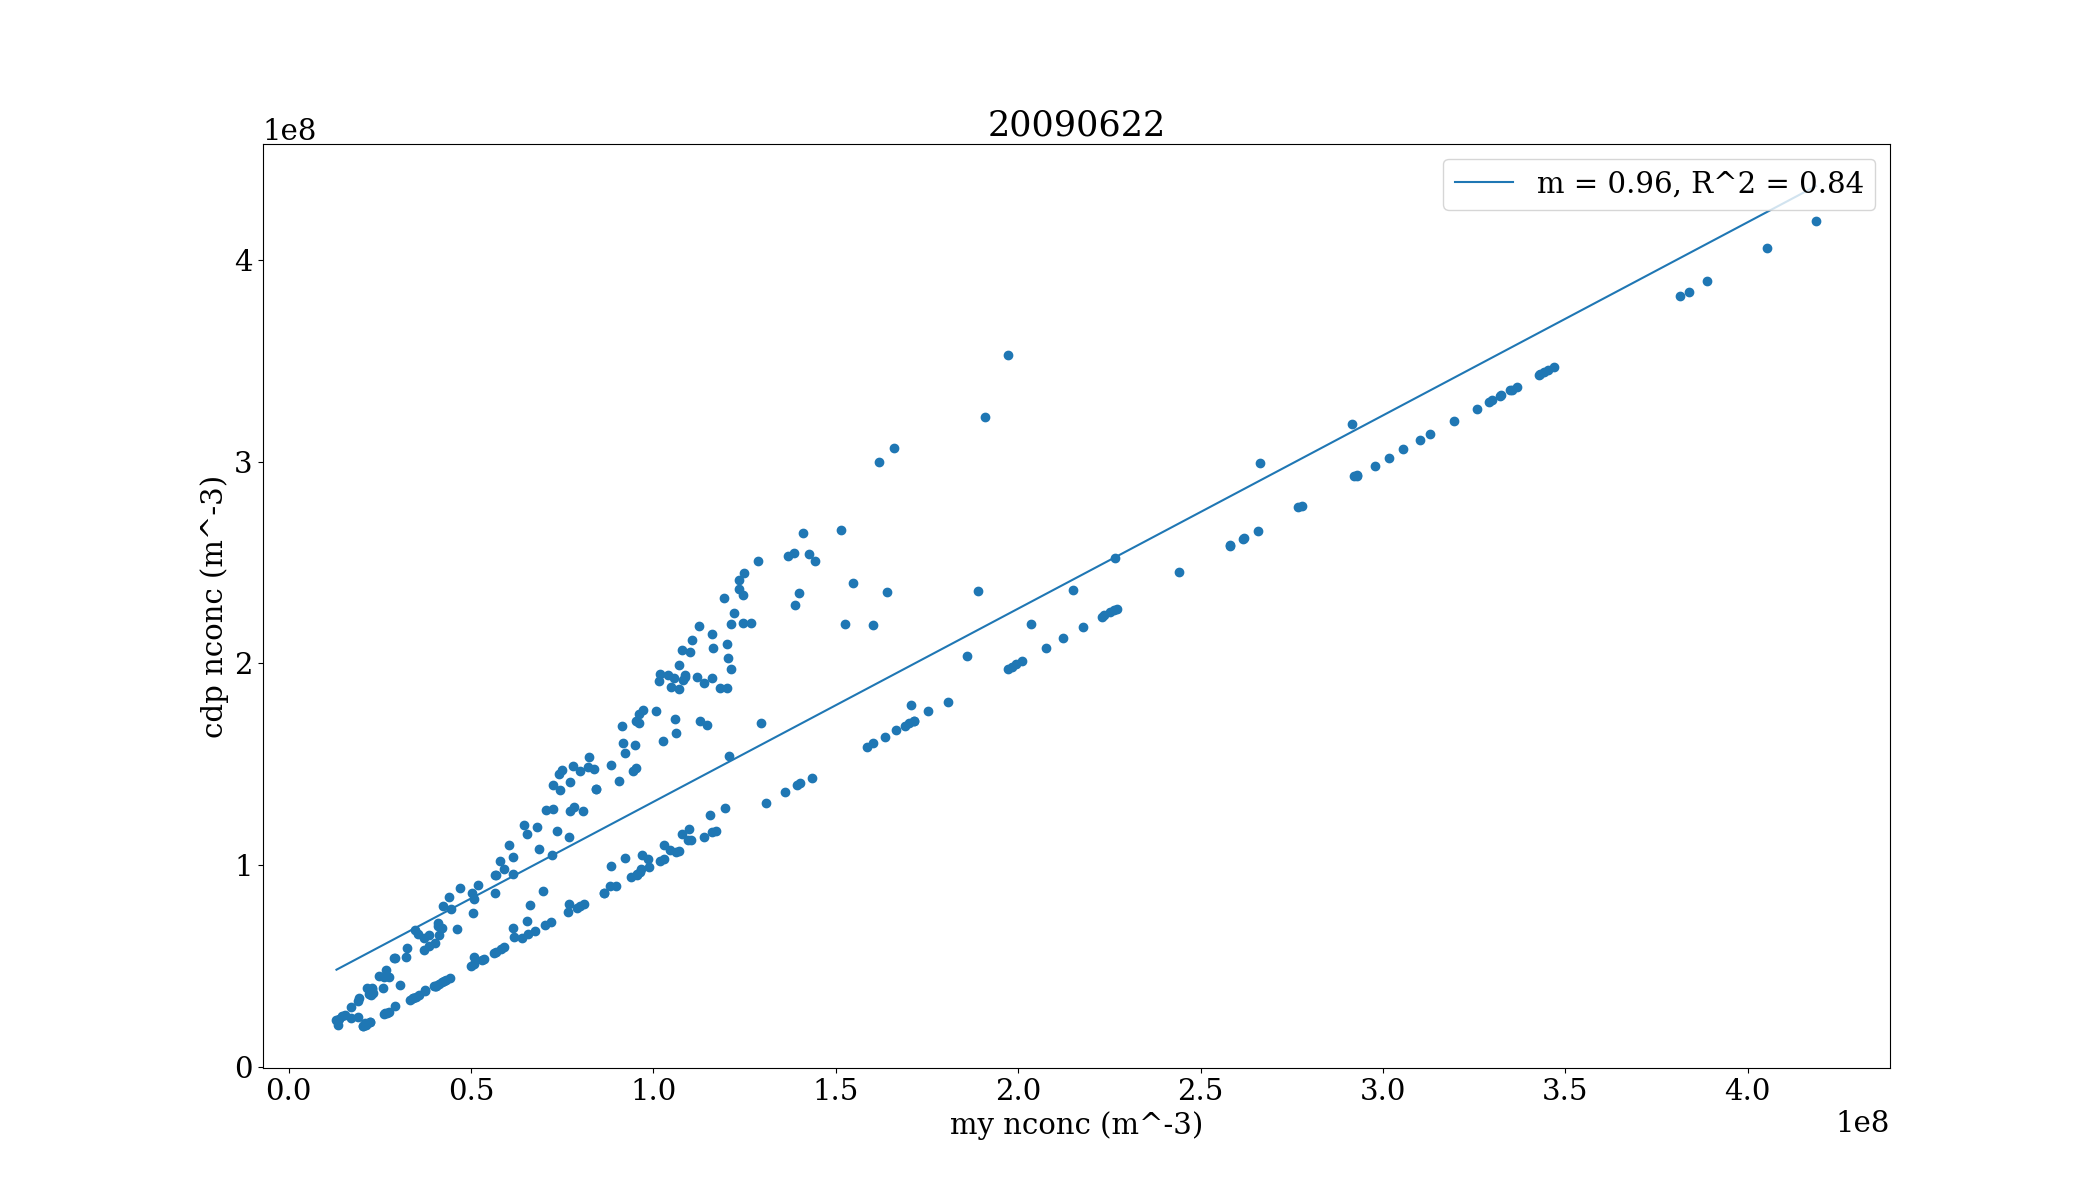 20090622
1e8
m = 0.96, R^2 = 0.84
4
3
2
1
0
cdp nconc (m^-3)
0.0 0.5 1.0 1.5 2.0 2.5 3.0 3.5 4.0
my nconc (m^-3)
1e8